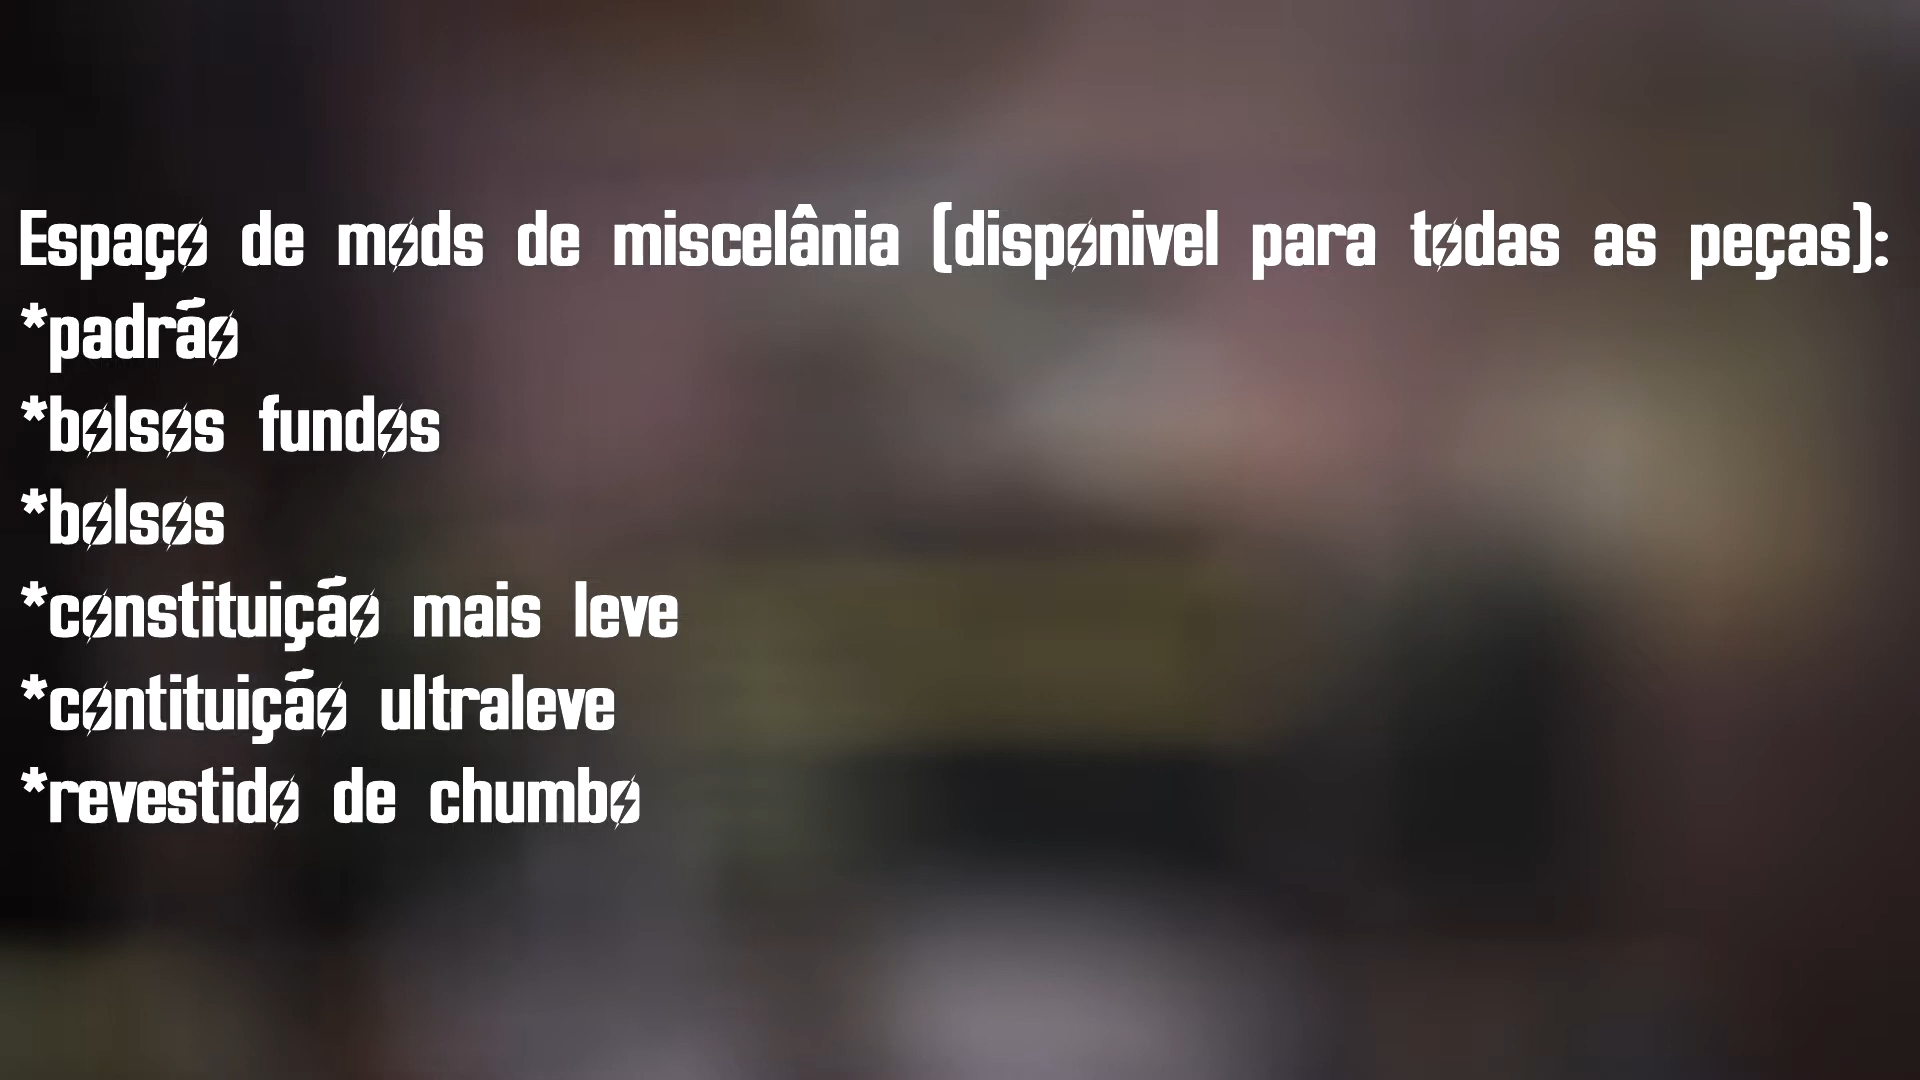 Espaço de mods de miscelânia (disponivel para todas as peças):
*padrão
*bolsos fundos
*bolsos
*constituição mais leve
*contituição ultraleve
*revestido de chumbo